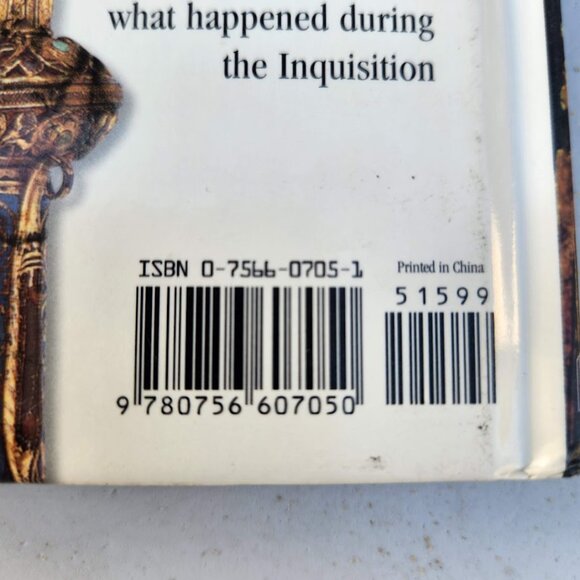 what happened during
the Inquisition
ISBN 0-7566-0705-1
Printed in China
51599
9 780756 607050